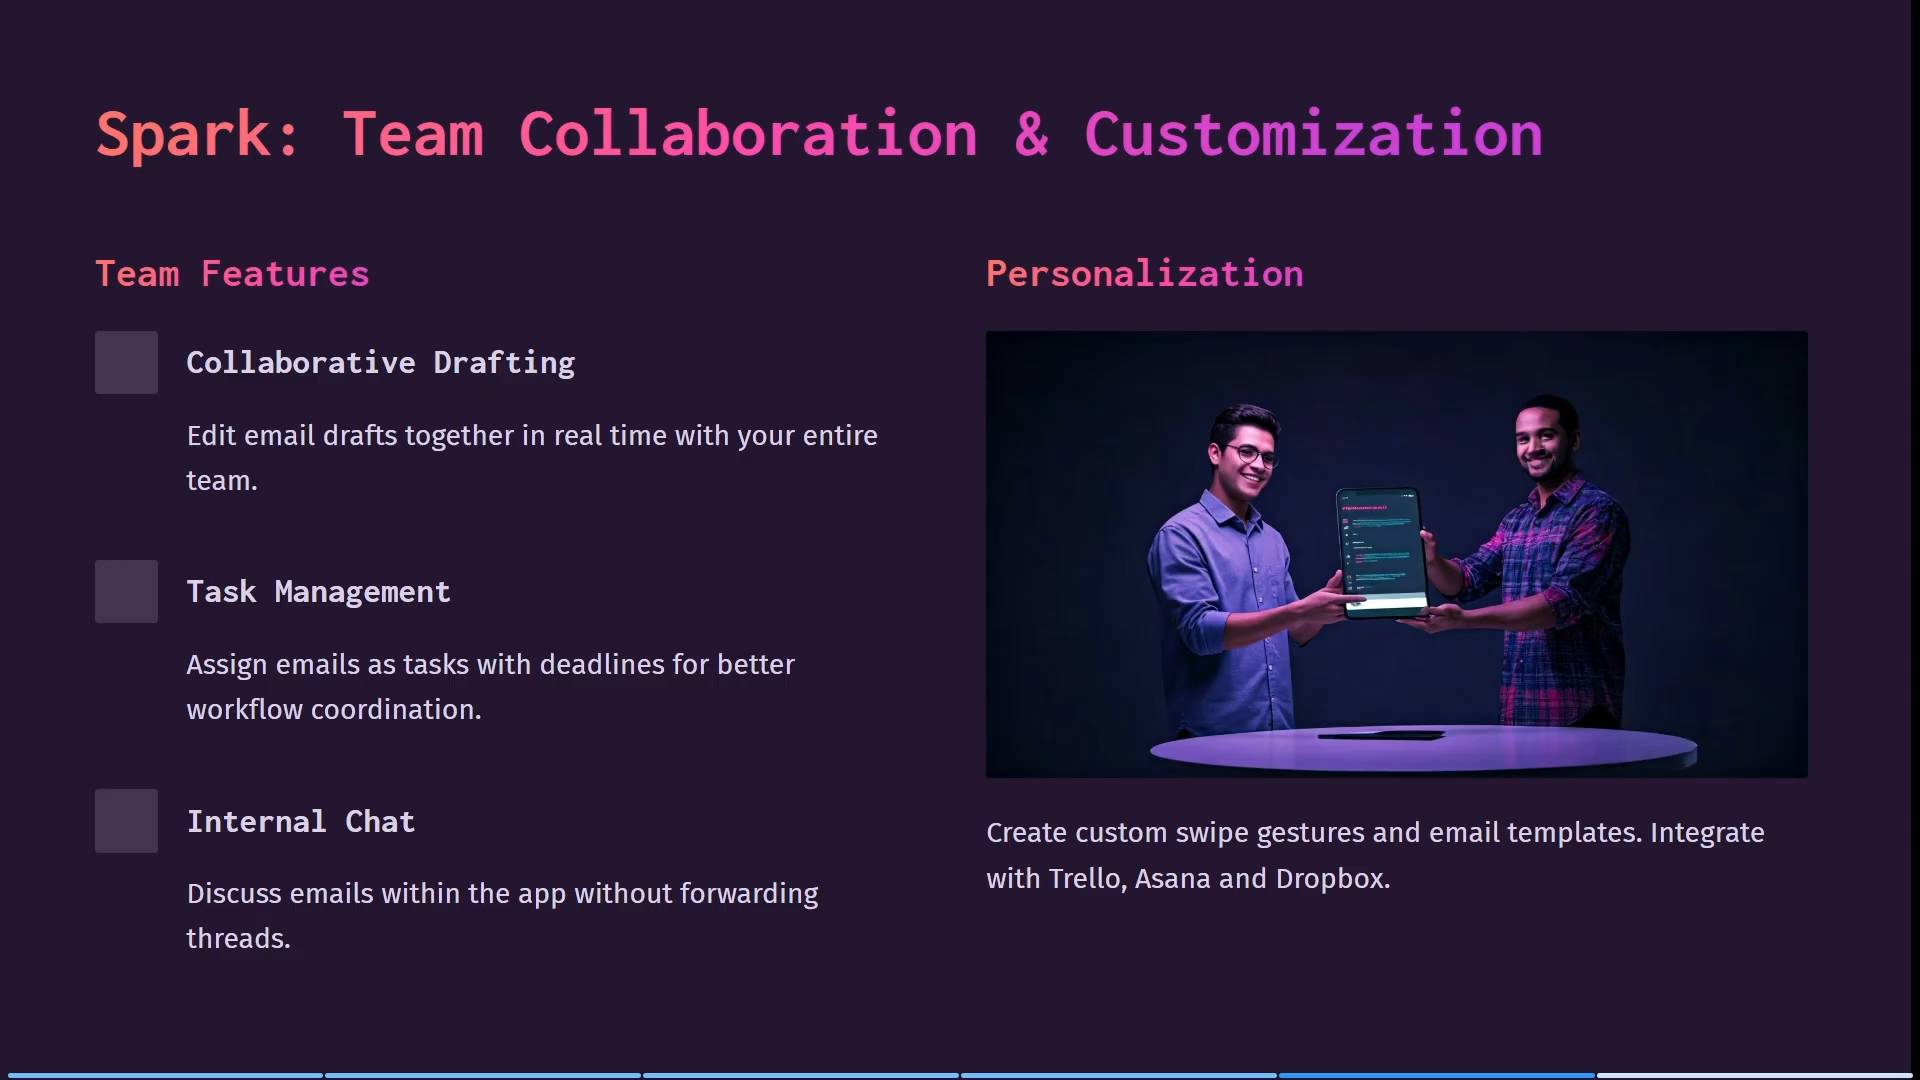 Spark: Team Collaboration & Customization
Team Features
Collaborative Drafting
Edit email drafts together in real time with your entire
team.
Task Management
Assign emails as tasks with deadlines for better
workflow coordination.
Internal Chat
Discuss emails within the app without forwarding
threads.
Personalization
Create custom swipe gestures and email templates. Integrate
with Trello, Asana and Dropbox.